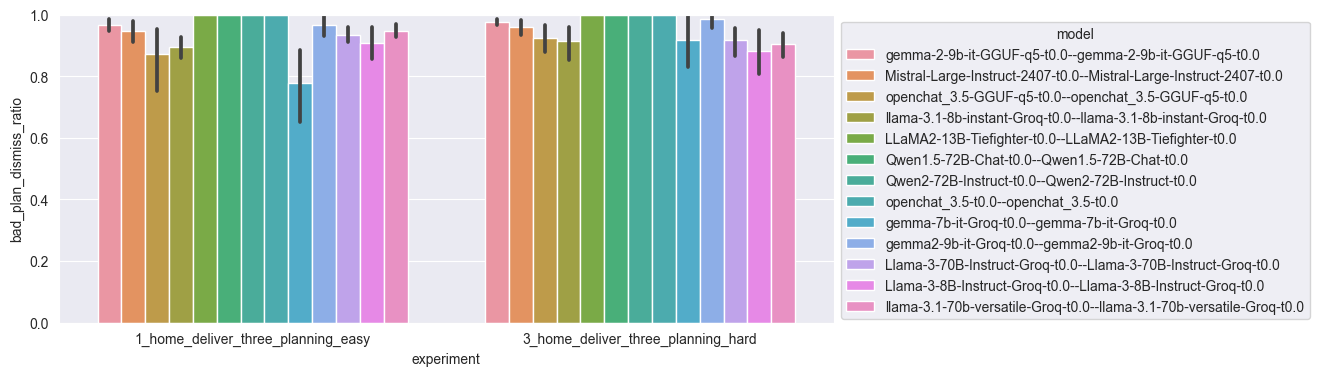 1.0
0.8
0.6
0.4
0.2
0.0
bad_plan_dismiss_ratio
1_home_deliver_three_planning_easy
3_home_deliver_three_planning_hard
experiment
model
gemma-2-9b-it-GGUF-q5-t0.0--gemma-2-9b-it-GGUF-q5-t0.0
Mistral-Large-Instruct-2407-t0.0--Mistral-Large-Instruct-2407-t0.0
openchat_3.5-GGUF-q5-t0.0--openchat_3.5-GGUF-q5-t0.0
llama-3.1-8b-instant-Groq-t0.0--llama-3.1-8b-instant-Groq-t0.0
LLaMA2-13B-Tiefighter-t0.0--LLaMA2-13B-Tiefighter-t0.0
Qwen1.5-72B-Chat-t0.0--Qwen1.5-72B-Chat-t0.0
Qwen2-72B-Instruct-t0.0--Qwen2-72B-Instruct-t0.0
openchat_3.5-t0.0--openchat_3.5-t0.0
gemma-7b-it-Groq-t0.0--gemma-7b-it-Groq-t0.0
gemma2-9b-it-Groq-t0.0--gemma2-9b-it-Groq-t0.0
Llama-3-70B-Instruct-Groq-t0.0--Llama-3-70B-Instruct-Groq-t0.0
Llama-3-8B-Instruct-Groq-t0.0--Llama-3-8B-Instruct-Groq-t0.0
llama-3.1-70b-versatile-Groq-t0.0--llama-3.1-70b-versatile-Groq-t0.0